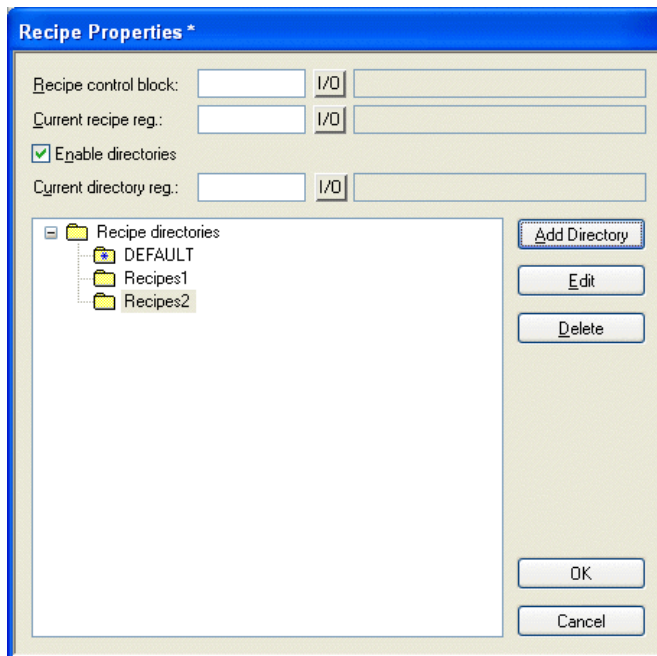 Recipe Properties *
Recipe control block: I/O
Current recipe reg.: I/O
Enable directories
Current directory reg.: I/O
Recipe directories
DEFAULT
Recipes1
Recipes2
Add Directory
Edit
Delete
OK
Cancel